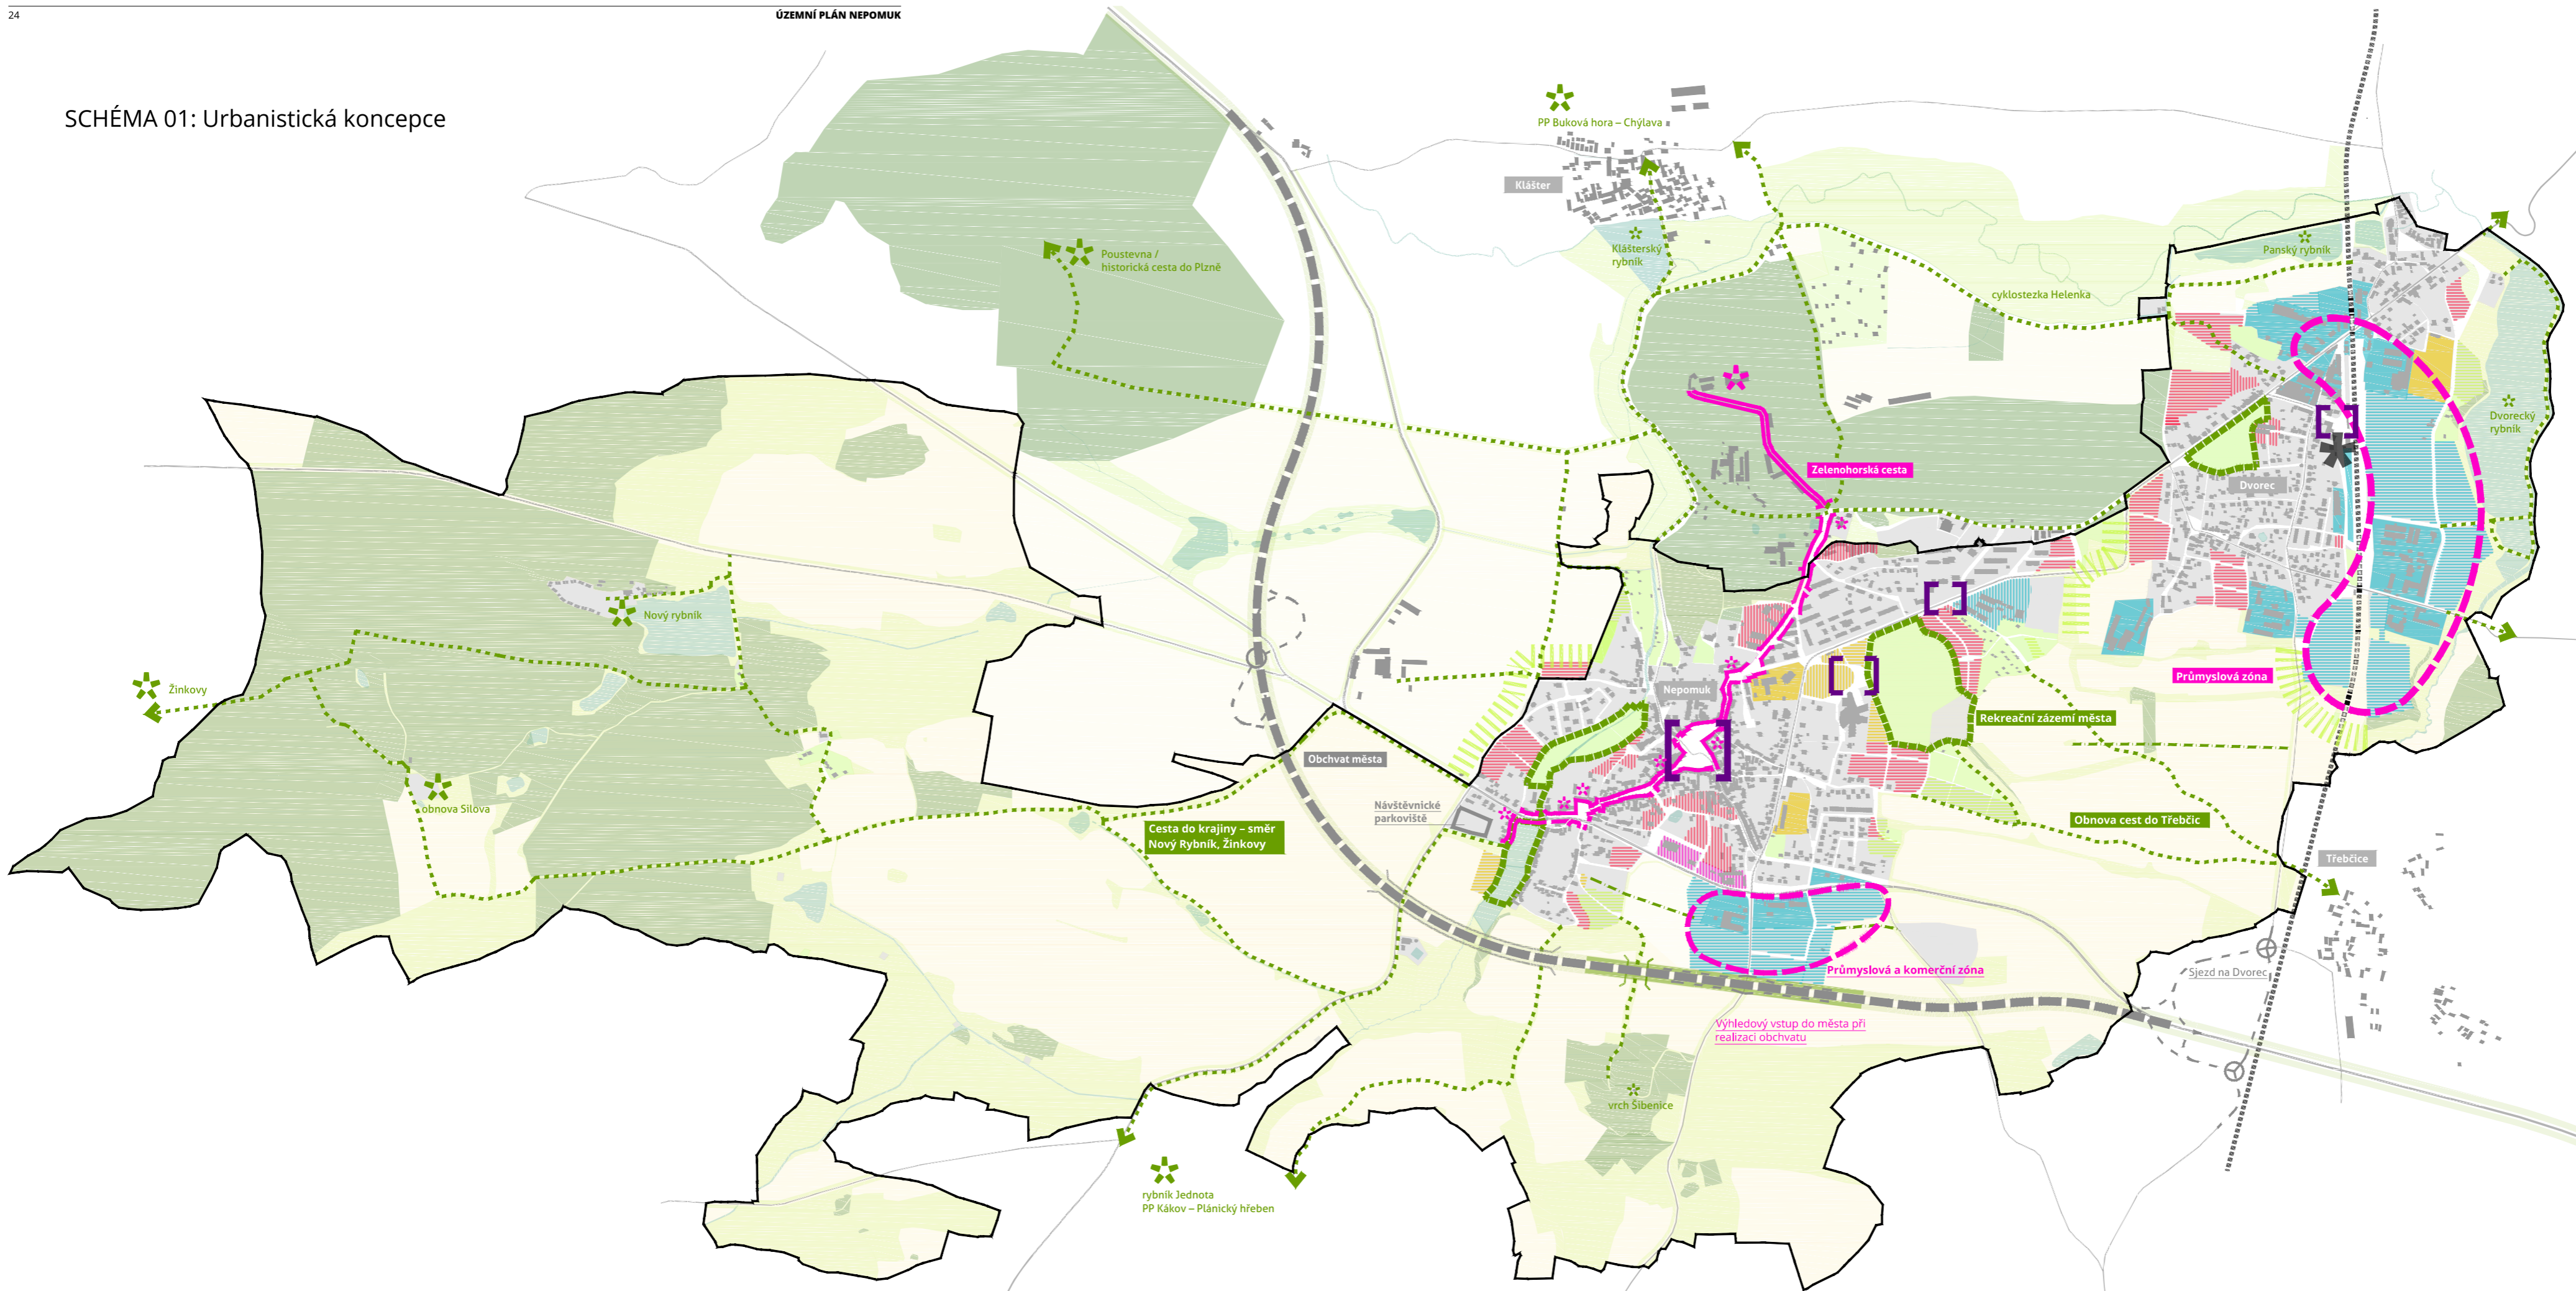 24
ÚZEMNÍ PLÁN NEPOMUK
SCHÉMA 01: Urbanistická koncepce
PP Buková hora – Chýlava
Klášter
Klášterský
rybník
Panský rybník
Poustevna /
historická cesta do Plzně
cyklostezka Helenka
Dvorecký
rybník
Zelenohorská cesta
Dvorec
Nový rybník
Žinkovy
Nepomuk
Průmyslová zóna
Rekreační zázemí města
Obchvat města
obnova Silova
Návštěvnické
parkoviště
Cesta do krajiny – směr
Nový Rybník, Žinkovy
Obnova cest do Třebčic
Třebčice
Průmyslová a komerční zóna
Sjezd na Dvorec
Výhledový vstup do města při
realizaci obchvatu
vrch Šibenice
rybník Jednota
PP Kákov – Plánický hřeben